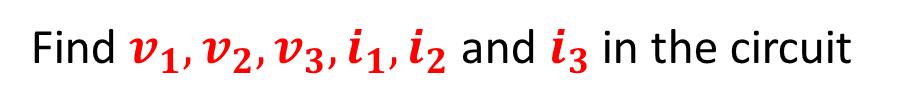 Find v₁, v₂, v₃, i₁, i₂ and i₃ in the circuit